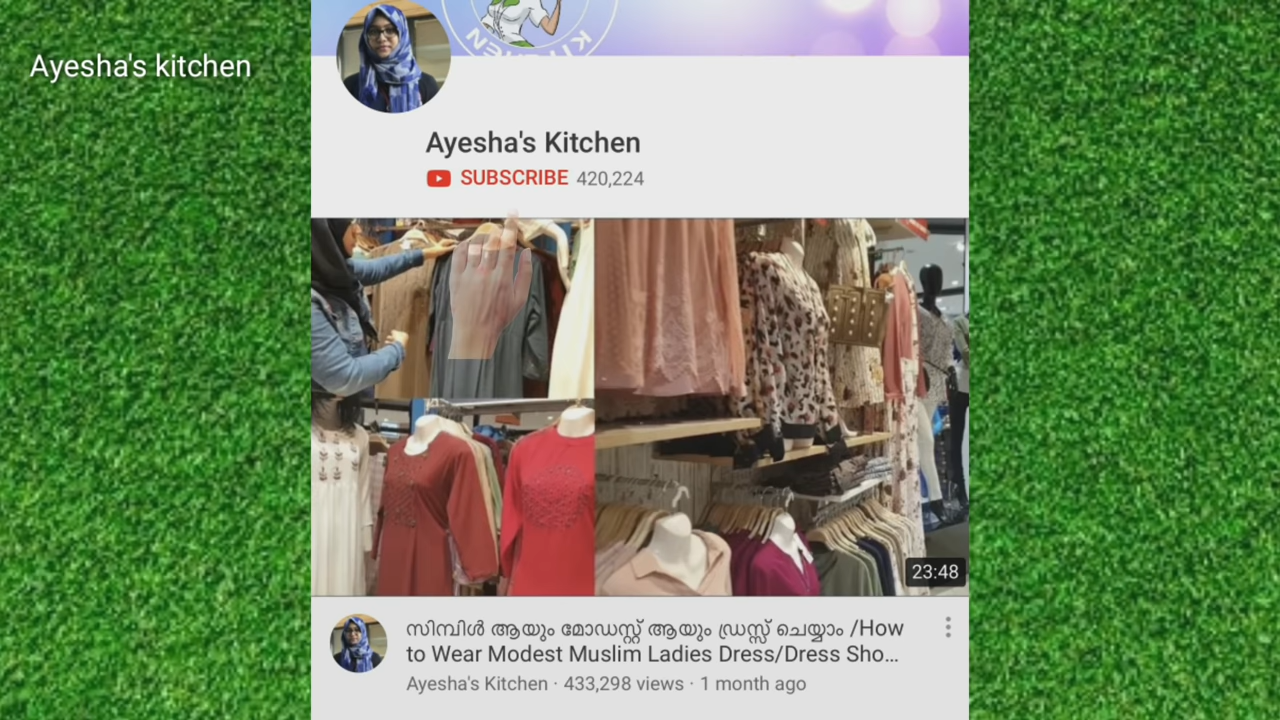 KITCHEN
Ayesha's kitchen
Ayesha's Kitchen
SUBSCRIBE 420,224
23:48
സിമ്പിൾ ആയും മോഡസ്റ്റ് ആയും ഡ്രസ്സ് ചെയ്യാം /How
to Wear Modest Muslim Ladies Dress/Dress Sho...
Ayesha's Kitchen · 433,298 views · 1 month ago